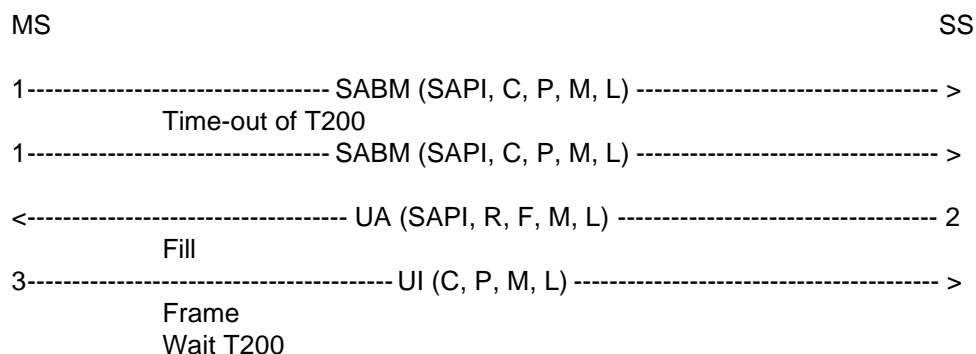 MS SS
1---------------------------------- SABM (SAPI, C, P, M, L) ---------------------------------- >
Time-out of T200
1---------------------------------- SABM (SAPI, C, P, M, L) ---------------------------------- >
<------------------------------------ UA (SAPI, R, F, M, L) ------------------------------------ 2
Fill
3----------------------------------------- UI (C, P, M, L) ----------------------------------------- >
Frame
Wait T200